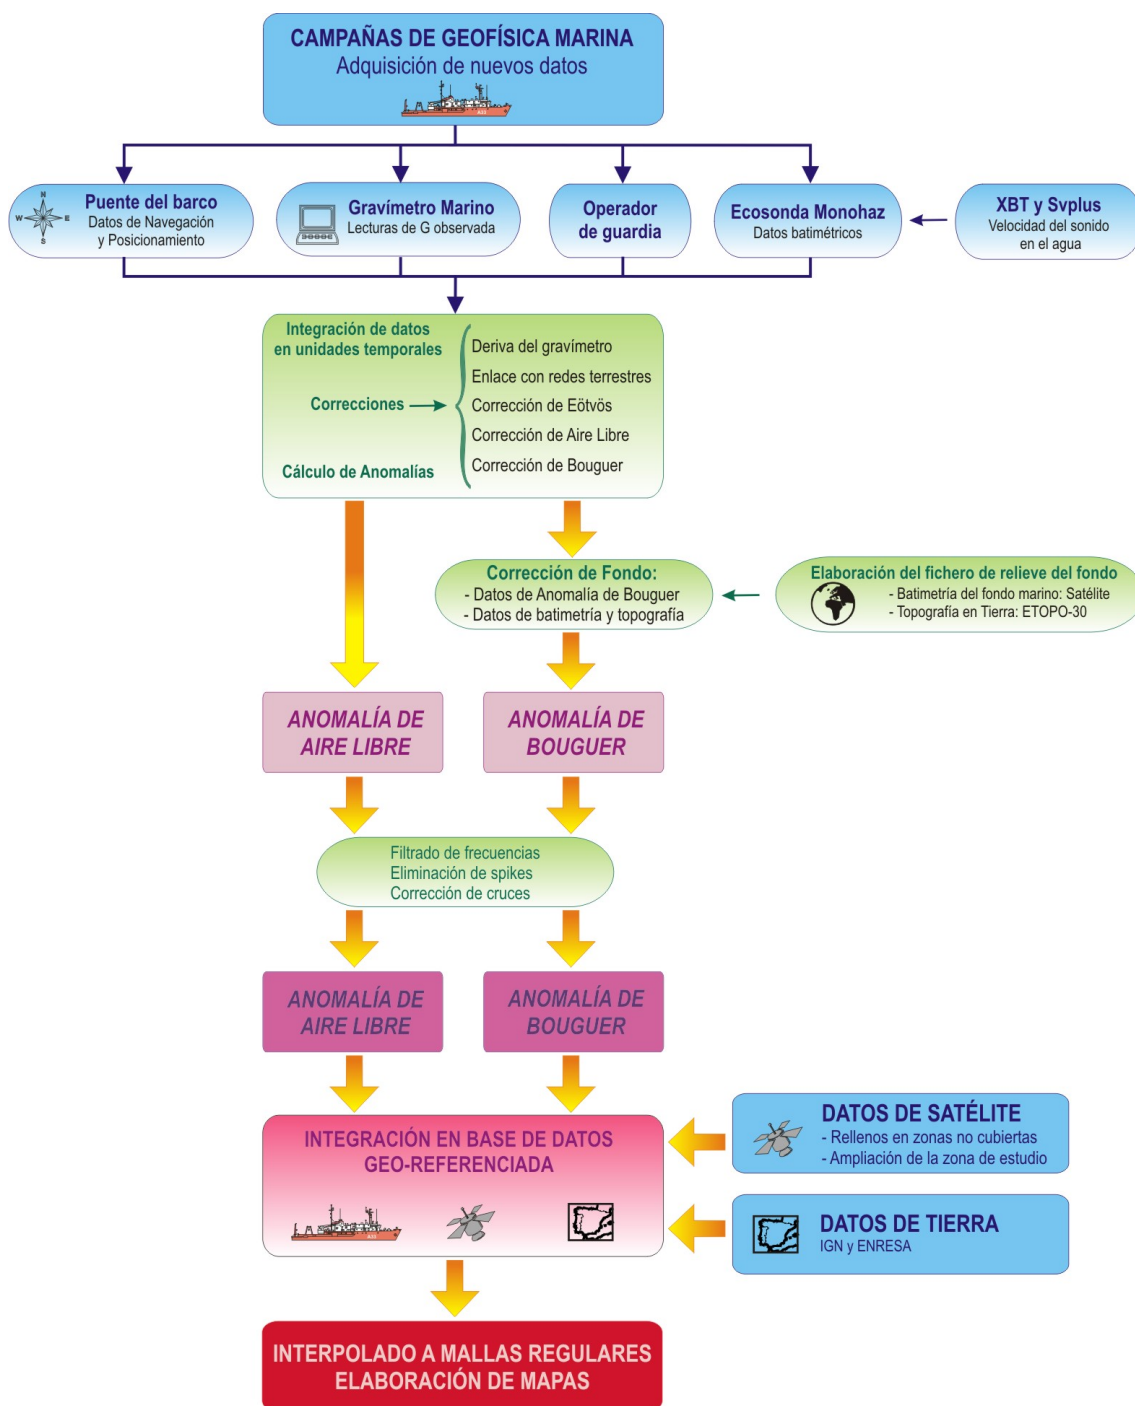 CAMPAÑAS DE GEOFÍSICA MARINA
Adquisición de nuevos datos
A33
N
W
E
S
Puente del barco
Datos de Navegación
y Posicionamiento
Gravímetro Marino
Lecturas de G observada
Operador
de guardia
Ecosonda Monohaz
Datos batimétricos
XBT y Svplus
Velocidad del sonido
en el agua
Integración de datos
en unidades temporales
Correcciones
Cálculo de Anomalías
Deriva del gravímetro
Enlace con redes terrestres
Corrección de Eötvös
Corrección de Aire Libre
Corrección de Bouguer
Corrección de Fondo:
- Datos de Anomalía de Bouguer
- Datos de batimetría y topografía
Elaboración del fichero de relieve del fondo
- Batimetría del fondo marino: Satélite
- Topografía en Tierra: ETOPO-30
ANOMALÍA DE
AIRE LIBRE
ANOMALÍA DE
BOUGUER
Filtrado de frecuencias
Eliminación de spikes
Corrección de cruces
ANOMALÍA DE
AIRE LIBRE
ANOMALÍA DE
BOUGUER
INTEGRACIÓN EN BASE DE DATOS
GEO-REFERENCIADA
A33
DATOS DE SATÉLITE
- Rellenos en zonas no cubiertas
- Ampliación de la zona de estudio
DATOS DE TIERRA
IGN y ENRESA
INTERPOLADO A MALLAS REGULARES
ELABORACIÓN DE MAPAS